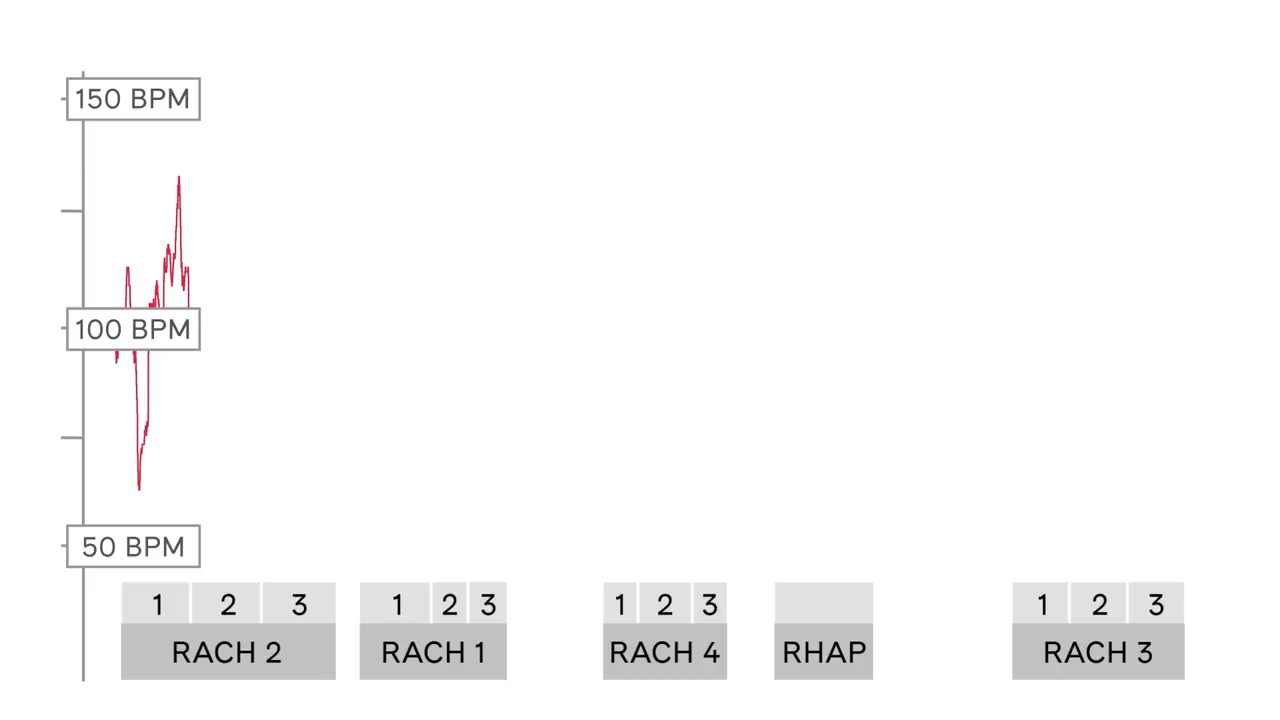 150 BPM
100 BPM
50 BPM
1 2 3 1 2 3 1 2 3 1 2 3
RACH 2 RACH 1 RACH 4 RHAP RACH 3